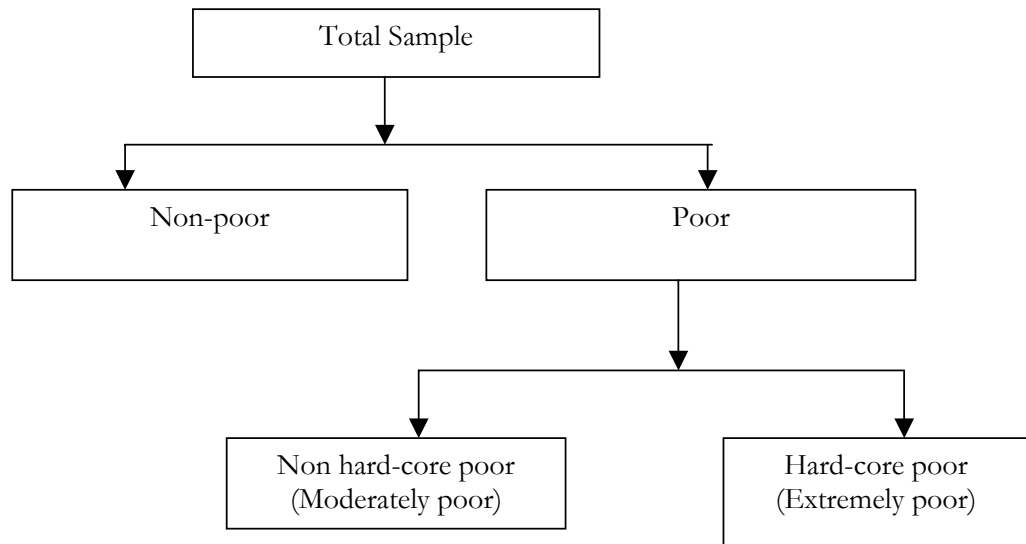 Total Sample
Non-poor
Poor
Non hard-core poor
(Moderately poor)
Hard-core poor
(Extremely poor)